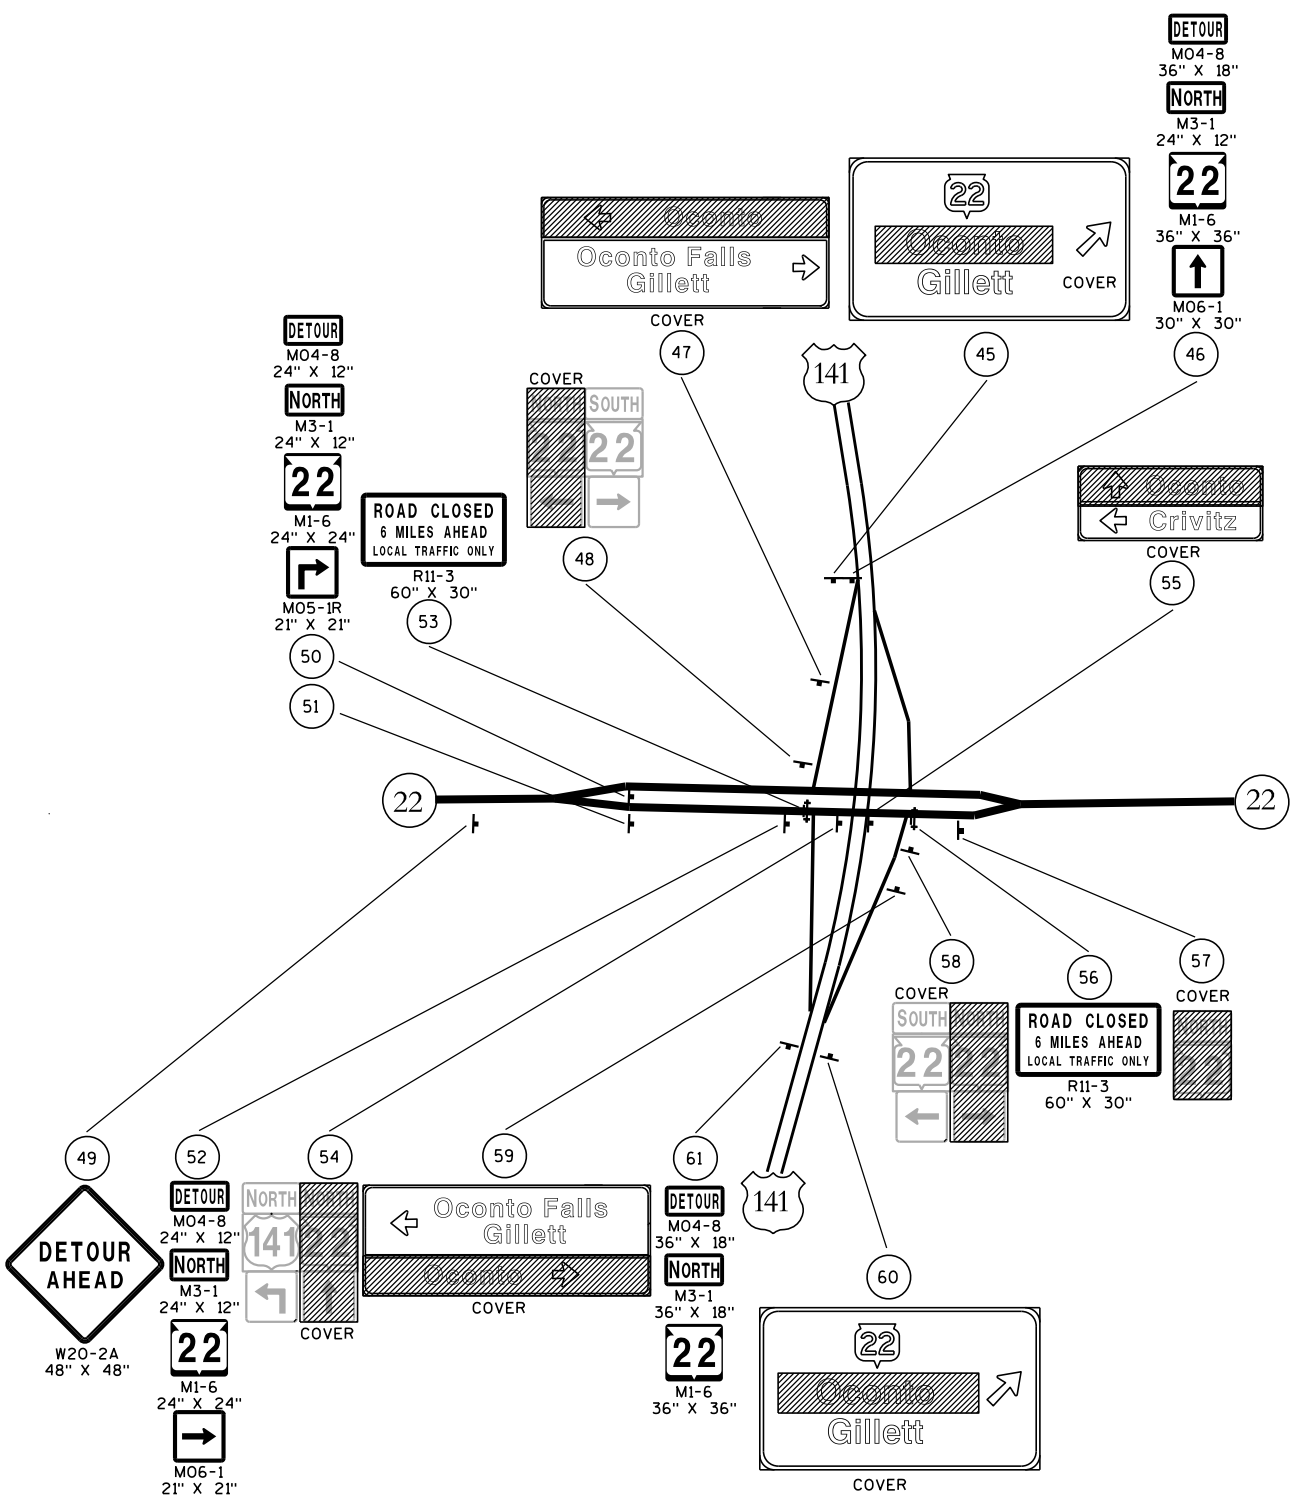 DETOUR
MO4-8
36" X 18"
NORTH
M3-1
24" X 12"
22
M1-6
36" X 36"
MO6-1
30" X 30"
46
22
Oconto
Gillett
COVER
45
Oconto
Oconto Falls
Gillett
COVER
47
141
DETOUR
MO4-8
24" X 12"
NORTH
M3-1
24" X 12"
22
M1-6
24" X 24"
MO5-1R
21" X 21"
50
51
ROAD CLOSED
6 MILES AHEAD
LOCAL TRAFFIC ONLY
R11-3
60" X 30"
53
COVER
NORTH
22
SOUTH
22
48
Oconto
Crivitz
COVER
55
22
22
58
COVER
SOUTH
22
NORTH
22
56
ROAD CLOSED
6 MILES AHEAD
LOCAL TRAFFIC ONLY
R11-3
60" X 30"
57
COVER
NORTH
22
49
DETOUR
AHEAD
W20-2A
48" X 48"
52
DETOUR
MO4-8
24" X 12"
NORTH
M3-1
24" X 12"
22
M1-6
24" X 24"
MO6-1
21" X 21"
54
NORTH
141
NORTH
22
COVER
59
Oconto Falls
Gillett
Oconto
COVER
61
DETOUR
MO4-8
36" X 18"
NORTH
M3-1
36" X 18"
22
M1-6
36" X 36"
141
60
22
Oconto
Gillett
COVER